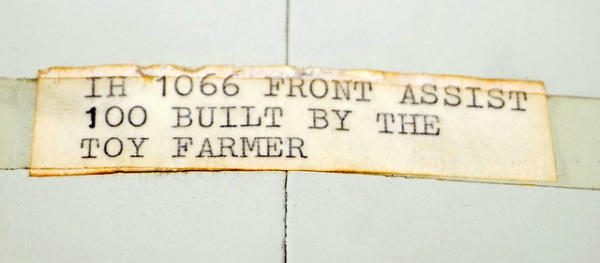 IH 1066 FRONT ASSIST
100 BUILT BY THE
TOY FARMER